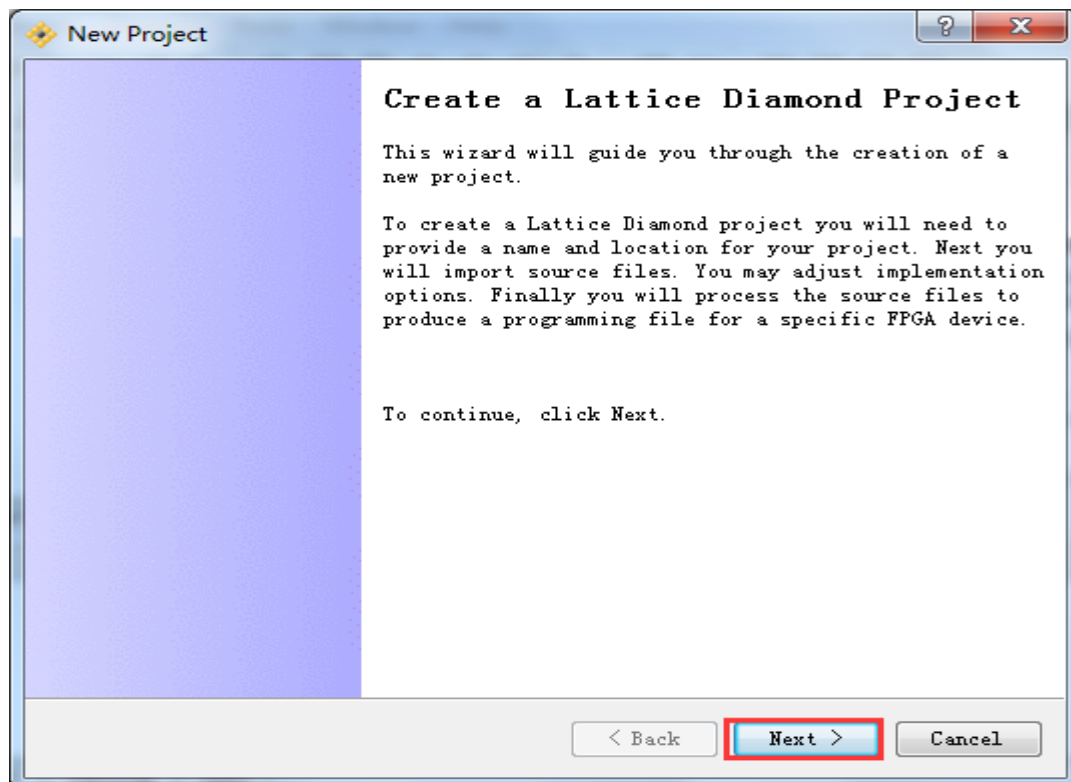 New Project
Create a Lattice Diamond Project
This wizard will guide you through the creation of a
new project.
To create a Lattice Diamond project you will need to
provide a name and location for your project. Next you
will import source files. You may adjust implementation
options. Finally you will process the source files to
produce a programming file for a specific FPGA device.
To continue, click Next.
< Back
Next >
Cancel